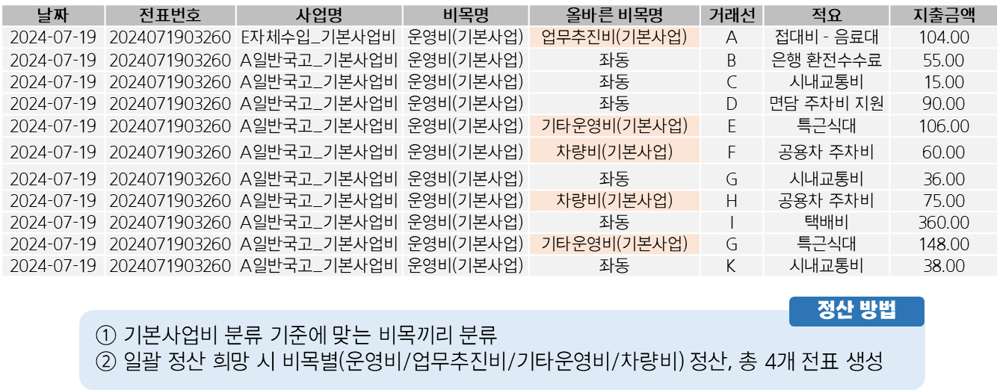 날짜 전표번호 사업명 비목명 올바른 비목명 거래선 적요 지출금액
2024-07-19 2024071903260 E자체수입_기본사업비 운영비(기본사업) 업무추진비(기본사업) A 접대비 - 음료대 104.00
2024-07-19 2024071903260 A일반국고_기본사업비 운영비(기본사업) 좌동 B 은행 환전수수료 55.00
2024-07-19 2024071903260 A일반국고_기본사업비 운영비(기본사업) 좌동 C 시내교통비 15.00
2024-07-19 2024071903260 A일반국고_기본사업비 운영비(기본사업) 좌동 D 면담 주차비 지원 90.00
2024-07-19 2024071903260 A일반국고_기본사업비 운영비(기본사업) 기타운영비(기본사업) E 특근식대 106.00
2024-07-19 2024071903260 A일반국고_기본사업비 운영비(기본사업) 차량비(기본사업) F 공용차 주차비 60.00
2024-07-19 2024071903260 A일반국고_기본사업비 운영비(기본사업) 좌동 G 시내교통비 36.00
2024-07-19 2024071903260 A일반국고_기본사업비 운영비(기본사업) 차량비(기본사업) H 공용차 주차비 75.00
2024-07-19 2024071903260 A일반국고_기본사업비 운영비(기본사업) 좌동 I 택배비 360.00
2024-07-19 2024071903260 A일반국고_기본사업비 운영비(기본사업) 기타운영비(기본사업) G 특근식대 148.00
2024-07-19 2024071903260 A일반국고_기본사업비 운영비(기본사업) 좌동 K 시내교통비 38.00
정산 방법
① 기본사업비 분류 기준에 맞는 비목끼리 분류
② 일괄 정산 희망 시 비목별(운영비/업무추진비/기타운영비/차량비) 정산, 총 4개 전표 생성